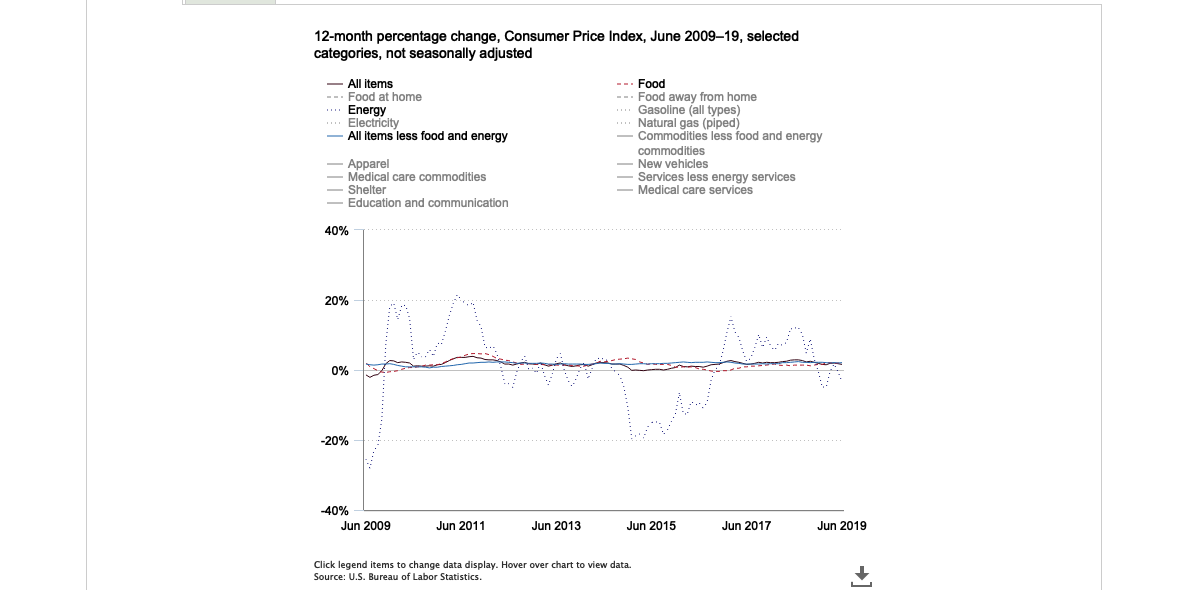 12-month percentage change, Consumer Price Index, June 2009–19, selected
categories, not seasonally adjusted
All items
Food
Food at home
Food away from home
Energy
Gasoline (all types)
Electricity
Natural gas (piped)
All items less food and energy
Commodities less food and energy
commodities
Apparel
New vehicles
Medical care commodities
Services less energy services
Shelter
Medical care services
Education and communication
40%
20%
0%
-20%
-40%
Jun 2009 Jun 2011 Jun 2013 Jun 2015 Jun 2017 Jun 2019
Click legend items to change data display. Hover over chart to view data.
Source: U.S. Bureau of Labor Statistics.